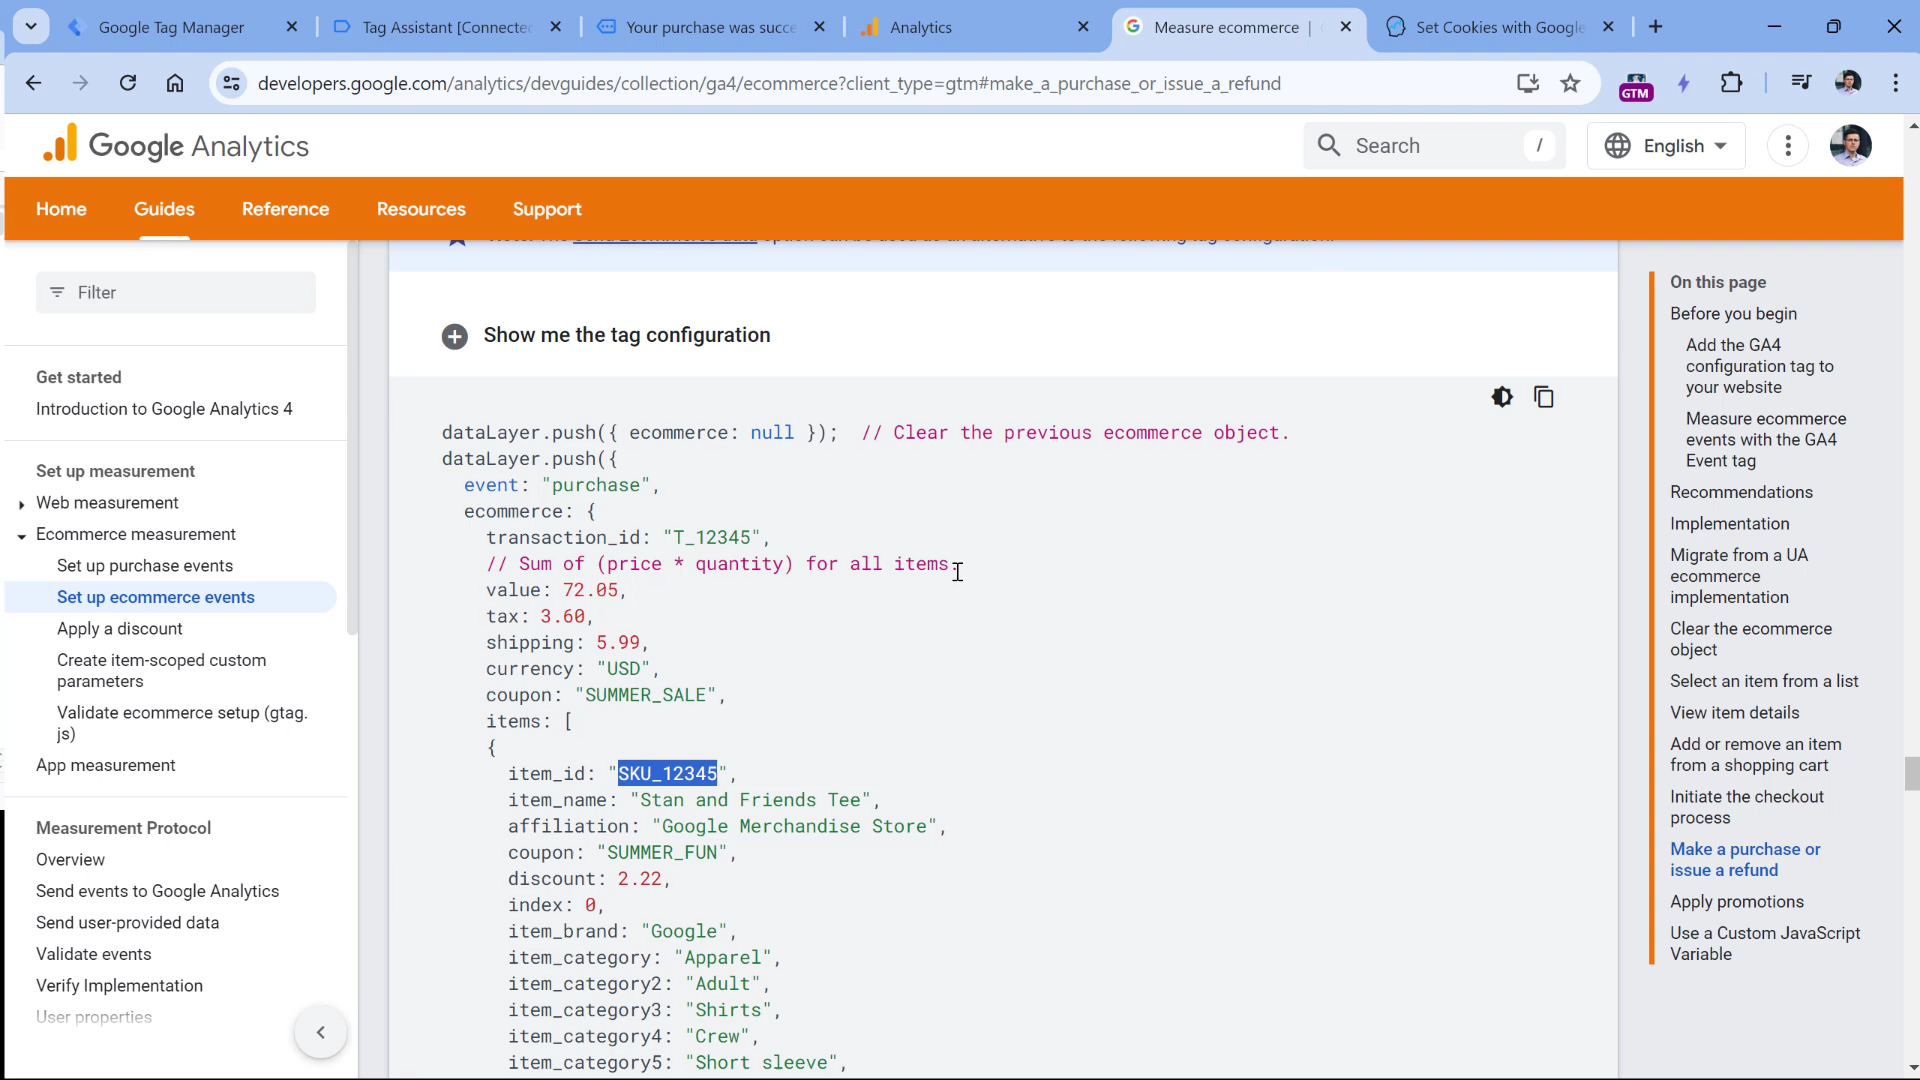 Google Tag Manager
Tag Assistant [Connecte
Your purchase was succe
Analytics
Measure ecommerce |
Set Cookies with Google
developers.google.com/analytics/devguides/collection/ga4/ecommerce?client_type=gtm#make_a_purchase_or_issue_a_refund
GTM
Google Analytics
Search
/
English
Home
Guides
Reference
Resources
Support
Filter
Get started
Introduction to Google Analytics 4
Set up measurement
Web measurement
Ecommerce measurement
Set up purchase events
Set up ecommerce events
Apply a discount
Create item-scoped custom
parameters
Validate ecommerce setup (gtag.
js)
App measurement
Measurement Protocol
Overview
Send events to Google Analytics
Send user-provided data
Validate events
Verify Implementation
User properties
Show me the tag configuration
dataLayer.push({ ecommerce: null });  // Clear the previous ecommerce object.
dataLayer.push({
event: "purchase",
ecommerce: {
transaction_id: "T_12345",
// Sum of (price * quantity) for all items.
value: 72.05,
tax: 3.60,
shipping: 5.99,
currency: "USD",
coupon: "SUMMER_SALE",
items: [
{
item_id: "SKU_12345",
item_name: "Stan and Friends Tee",
affiliation: "Google Merchandise Store",
coupon: "SUMMER_FUN",
discount: 2.22,
index: 0,
item_brand: "Google",
item_category: "Apparel",
item_category2: "Adult",
item_category3: "Shirts",
item_category4: "Crew",
item_category5: "Short sleeve",
On this page
Before you begin
Add the GA4
configuration tag to
your website
Measure ecommerce
events with the GA4
Event tag
Recommendations
Implementation
Migrate from a UA
ecommerce
implementation
Clear the ecommerce
object
Select an item from a list
View item details
Add or remove an item
from a shopping cart
Initiate the checkout
process
Make a purchase or
issue a refund
Apply promotions
Use a Custom JavaScript
Variable